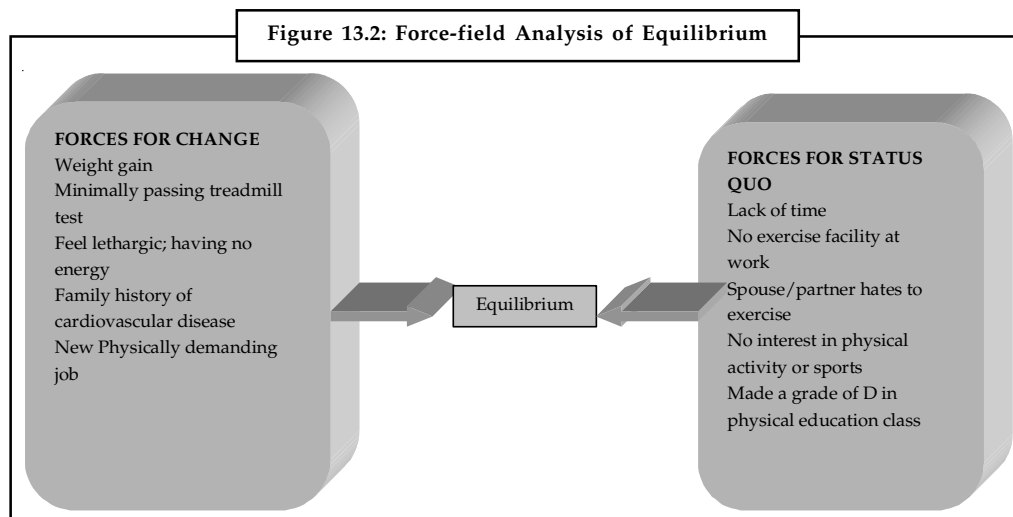 Figure 13.2: Force-field Analysis of Equilibrium
FORCES FOR CHANGE
Weight gain
Minimally passing treadmill
test
Feel lethargic; having no
energy
Family history of
cardiovascular disease
New Physically demanding
job
Equilibrium
FORCES FOR STATUS
QUO
Lack of time
No exercise facility at
work
Spouse/partner hates to
exercise
No interest in physical
activity or sports
Made a grade of D in
physical education class